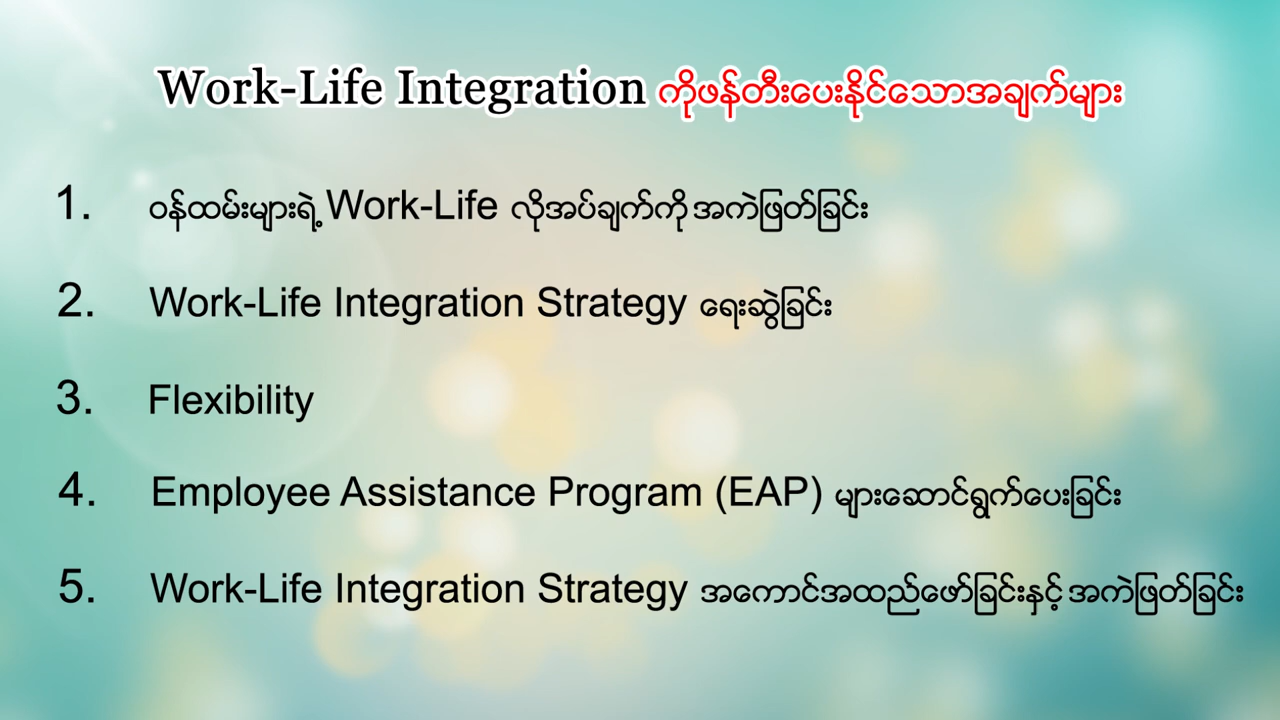 Work-Life Integration ကိုဖန်တီးပေးနိုင်သောအချက်များ
1. ဝန်ထမ်းများရဲ့ Work-Life လိုအပ်ချက်ကို အကဲဖြတ်ခြင်း
2. Work-Life Integration Strategy ရေးဆွဲခြင်း
3. Flexibility
4. Employee Assistance Program (EAP) များဆောင်ရွက်ပေးခြင်း
5. Work-Life Integration Strategy အကောင်အထည်ဖော်ခြင်းနှင့် အကဲဖြတ်ခြင်း